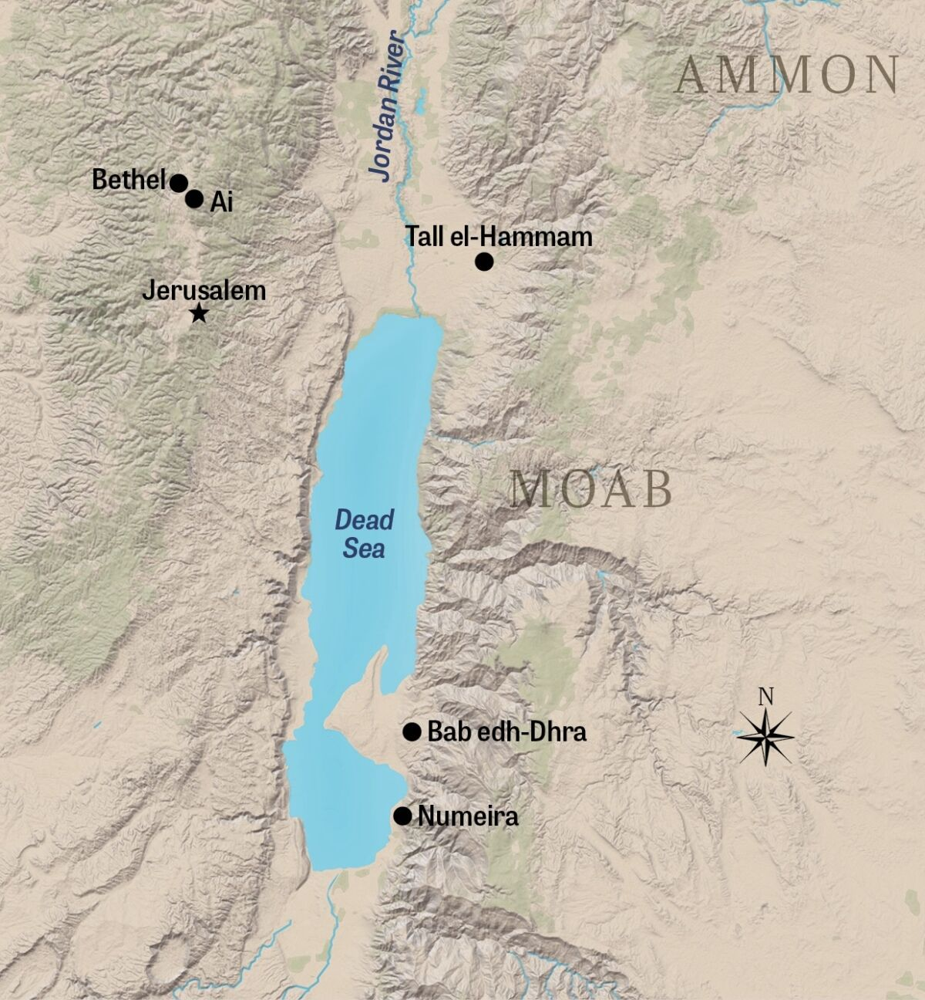 Jordan River
AMMON
Bethel
Ai
Tall el-Hammam
Jerusalem
MOAB
Dead
Sea
N
Bab edh-Dhra
Numeira